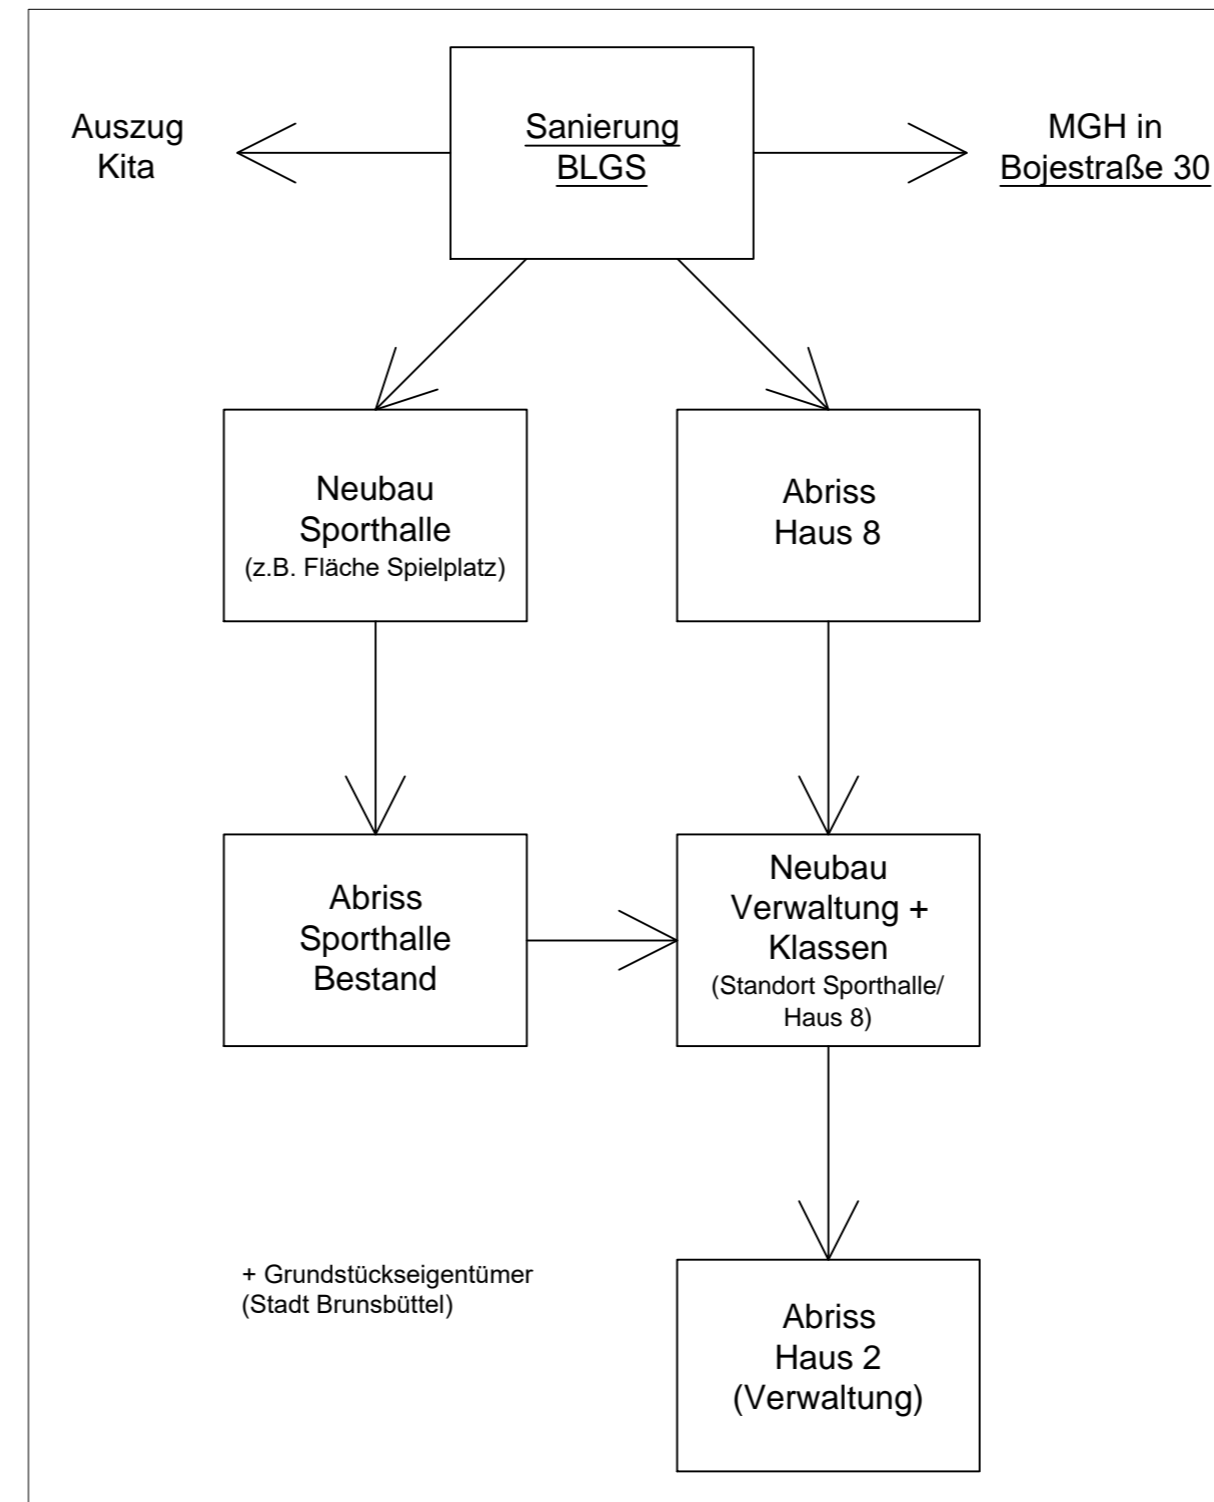 Auszug
Kita
Sanierung
BLGS
MGH in
Bojestraße 30
Neubau
Sporthalle
(z.B. Fläche Spielplatz)
Abriss
Haus 8
Abriss
Sporthalle
Bestand
Neubau
Verwaltung +
Klassen
(Standort Sporthalle/
Haus 8)
+ Grundstückseigentümer
(Stadt Brunsbüttel)
Abriss
Haus 2
(Verwaltung)